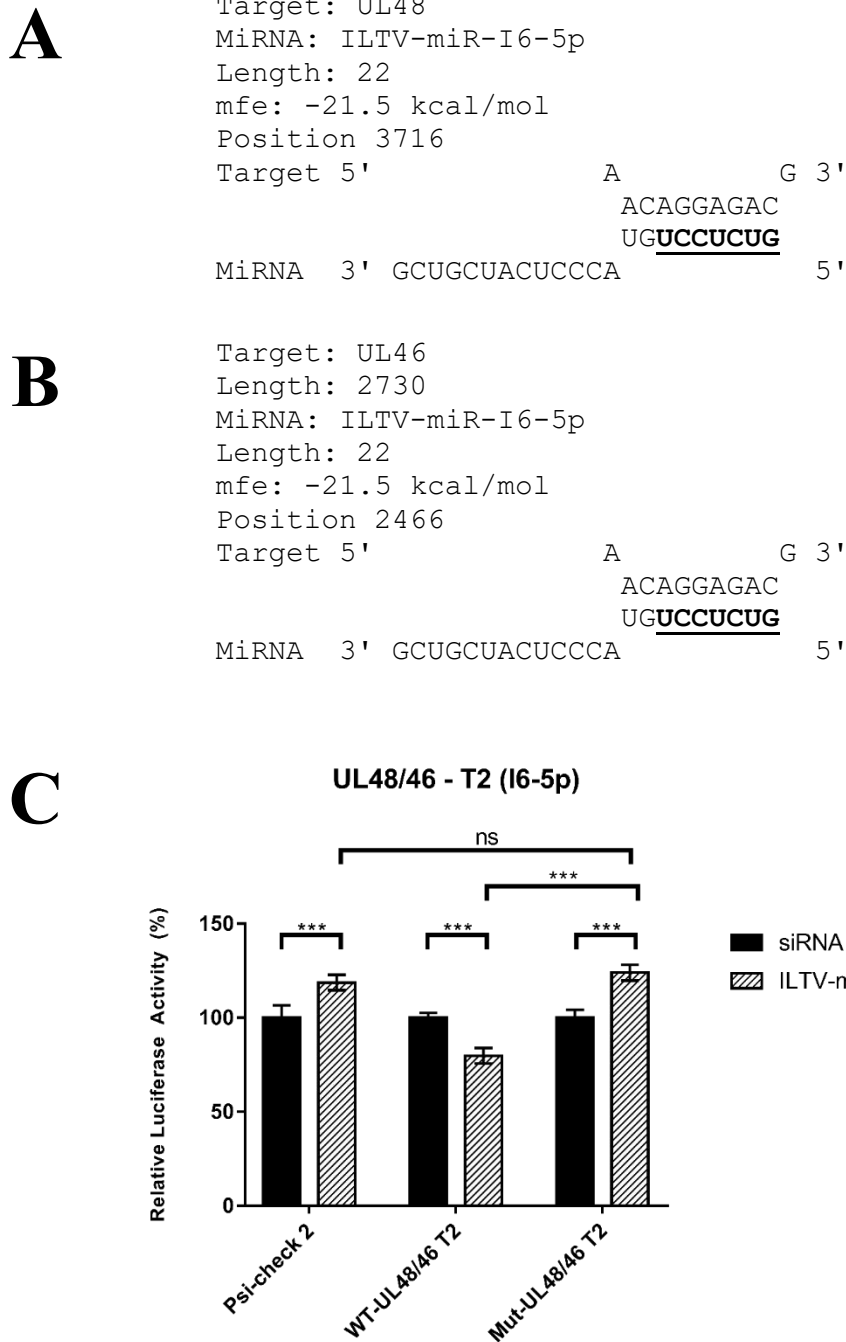 A
Target: UL48
MiRNA: ILTV-miR-I6-5p
Length: 22
mfe: -21.5 kcal/mol
Position 3716
Target 5' A G 3'
ACAGGAGAC
UGUCCUCUG
MiRNA 3' GCUGCUACUCCCA 5'
B
Target: UL46
Length: 2730
MiRNA: ILTV-miR-I6-5p
Length: 22
mfe: -21.5 kcal/mol
Position 2466
Target 5' A G 3'
ACAGGAGAC
UGUCCUCUG
MiRNA 3' GCUGCUACUCCCA 5'
C
UL48/46 - T2 (I6-5p)
ns
***
*** *** ***
Relative Luciferase Activity (%)
150
100
50
0
siRNA
ILTV-
Psi-check 2
WT-UL48/46 T2
Mut-UL48/46 T2